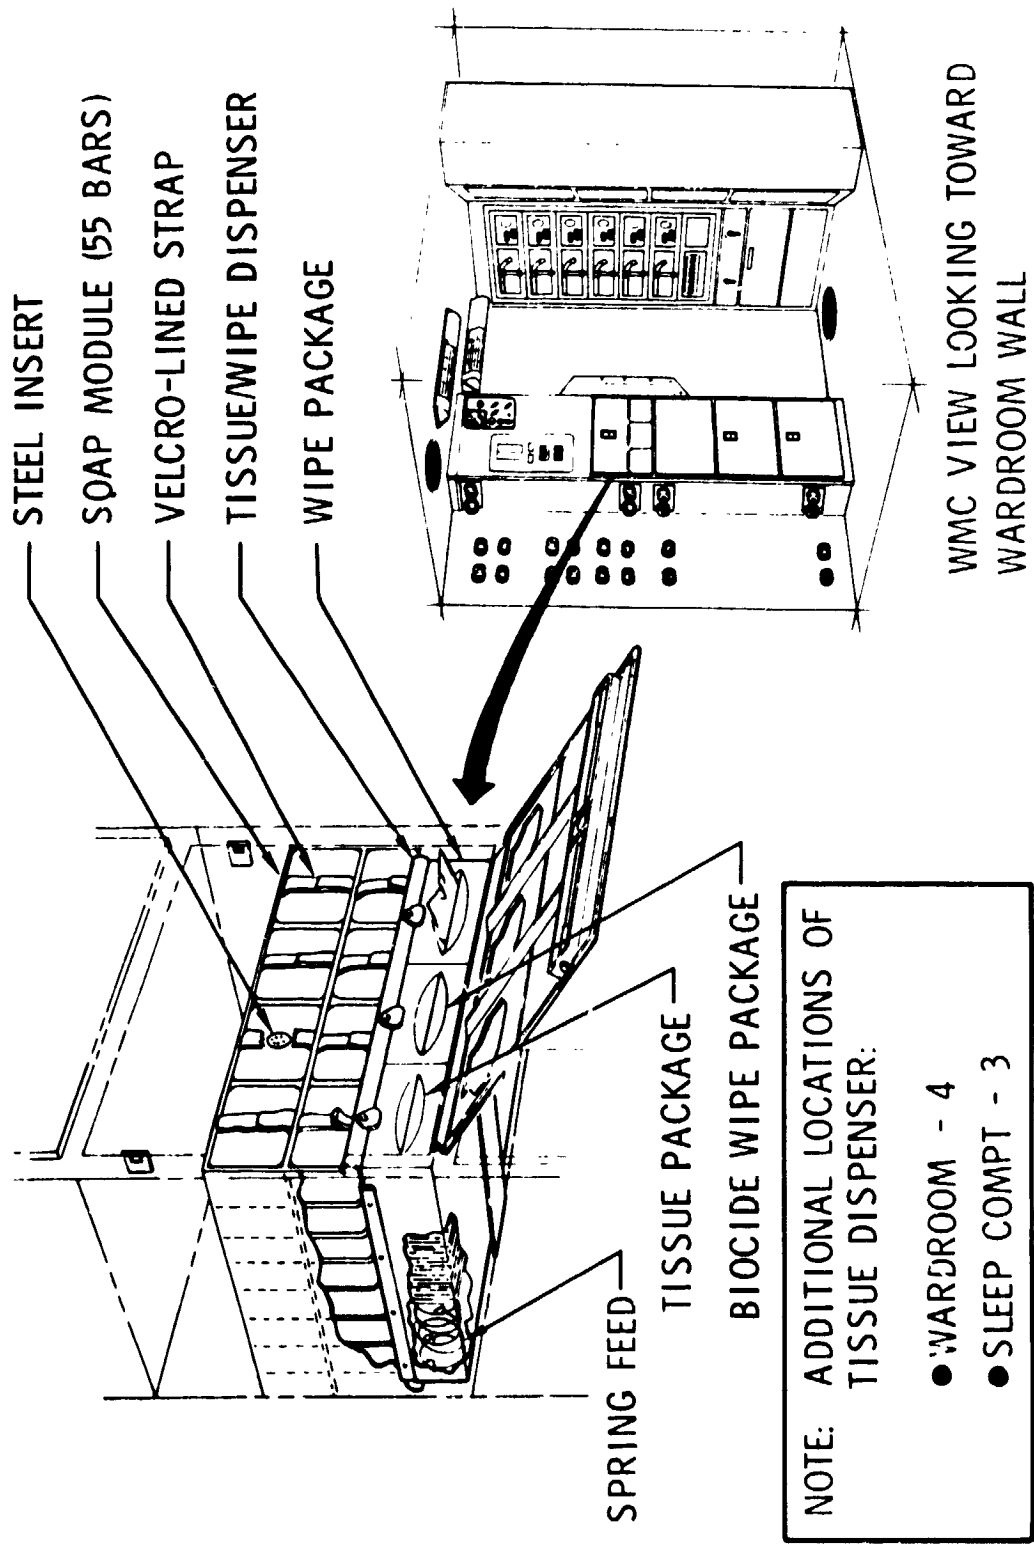 STEEL INSERT
SOAP MODULE (55 BARS)
VELCRO-LINED STRAP
TISSUE/WIPE DISPENSER
WIPE PACKAGE
SPRING FEED
TISSUE PACKAGE
BIOCIDE WIPE PACKAGE
NOTE: ADDITIONAL LOCATIONS OF
TISSUE DISPENSER:
● WARDROOM - 4
● SLEEP COMPT - 3
WMC VIEW LOOKING TOWARD
WARDROOM WALL